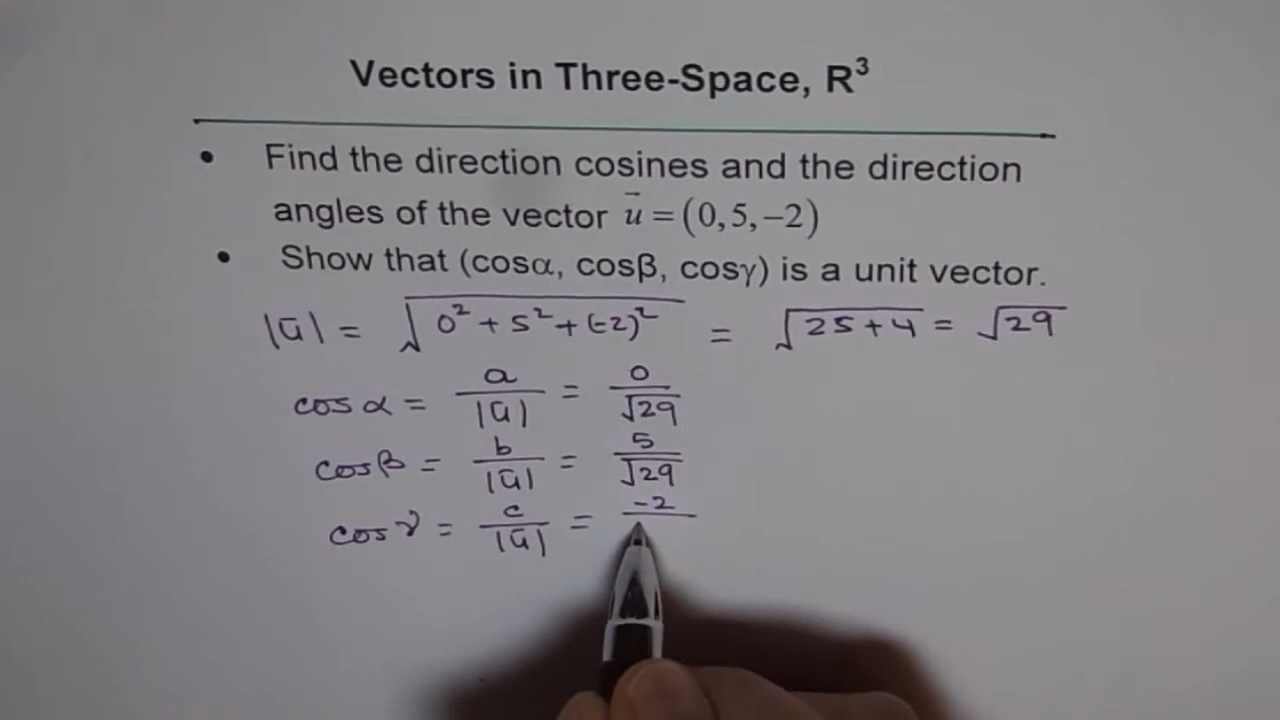 Vectors in Three-Space, R³
• Find the direction cosines and the direction
angles of the vector u⃗ = (0, 5, −2)
• Show that (cosα, cosβ, cosγ) is a unit vector.
|ū| = √(0² + 5² + (-2)²) = √(25 + 4) = √29
cos α = a/|ū| = 0/√29
cos β = b/|ū| = 5/√29
cos γ = c/|ū| = -2/